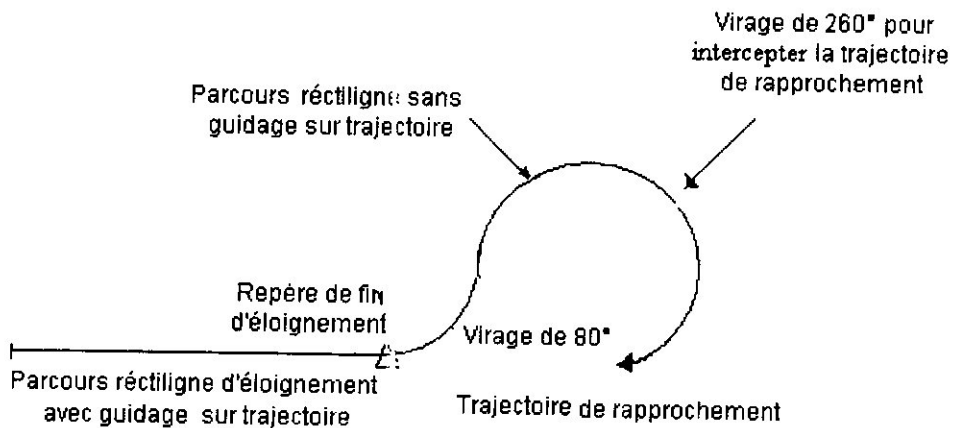 Virage de 260° pour
intercepter la trajectoire
de rapprochement
Parcours réctiligne sans
guidage sur trajectoire
Repère de fin
d'éloignement
Virage de 80°
Parcours réctiligne d'éloignement
avec guidage sur trajectoire
Trajectoire de rapprochement